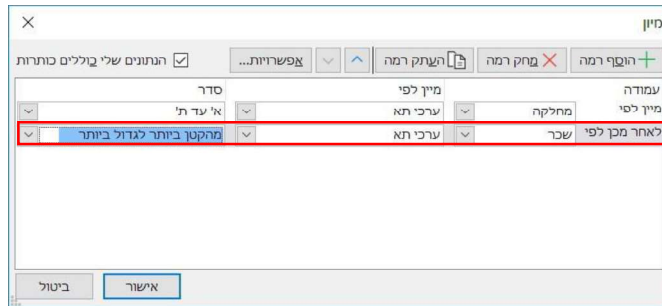 מיון
הוסף רמה מחק רמה העתק רמה אפשרויות... הנתונים שלי כוללים כותרות
עמודה מיין לפי סדר
מיין לפי מחלקה ערכי תא א' עד ת'
לאחר מכן לפי שכר ערכי תא מהקטן ביותר לגדול ביותר
אישור ביטול